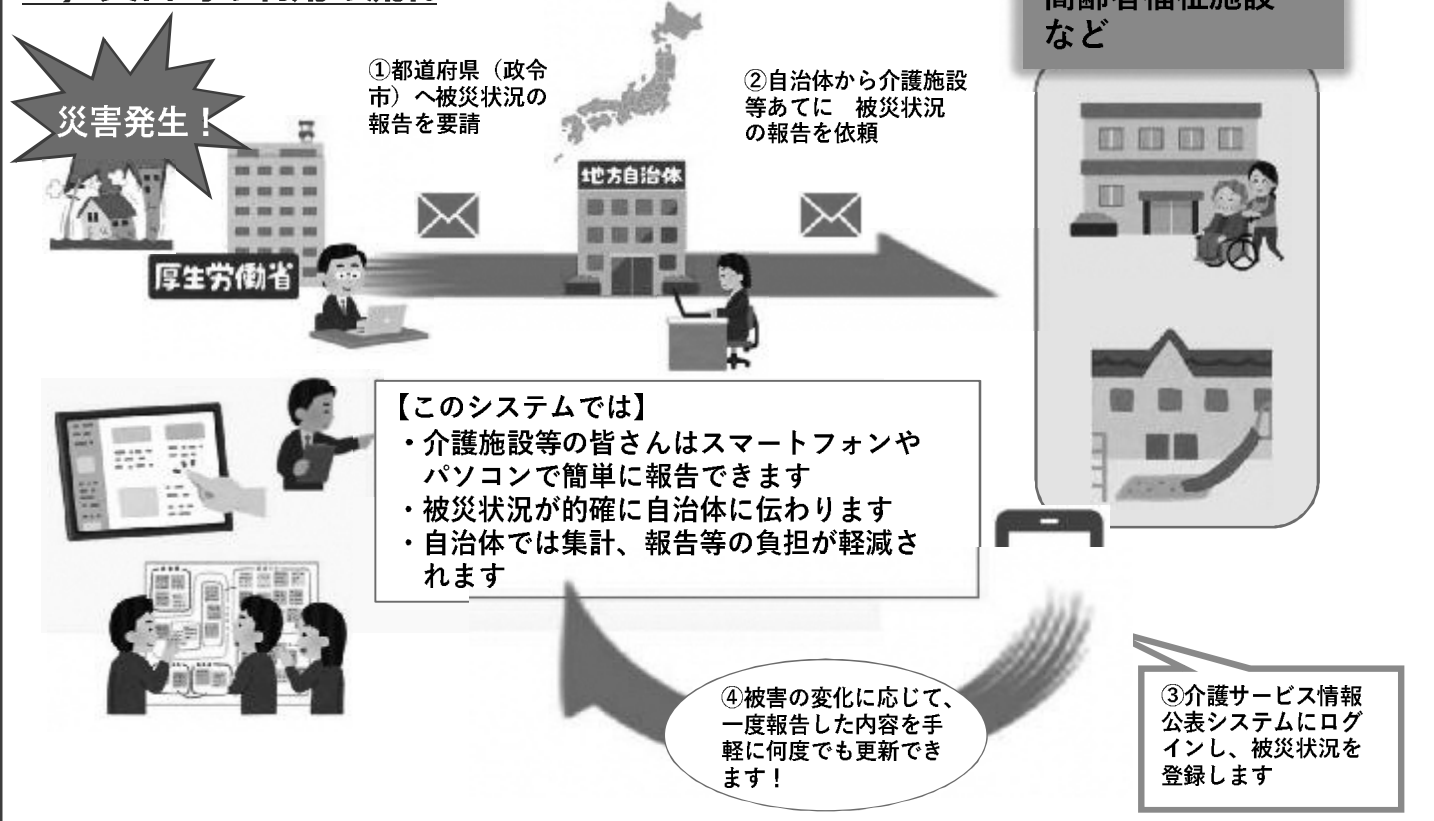 高齢者福祉施設
など
災害発生！
①都道府県（政令
市）へ被災状況の
報告を要請
②自治体から介護施設
等あてに　被災状況
の報告を依頼
地方自治体
厚生労働省
【このシステムでは】
・介護施設等の皆さんはスマートフォンや
パソコンで簡単に報告できます
・被災状況が的確に自治体に伝わります
・自治体では集計、報告等の負担が軽減さ
れます
③介護サービス情報
公表システムにログ
インし、被災状況を
登録します
④被害の変化に応じて、
一度報告した内容を手
軽に何度でも更新でき
ます！